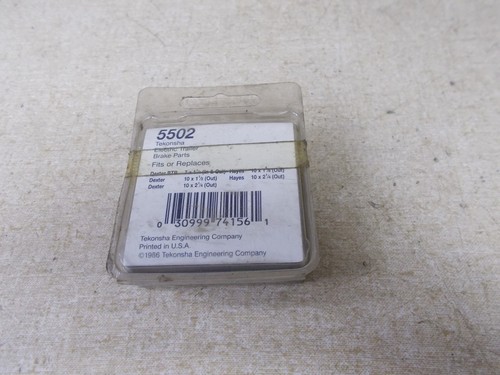 5502
Tekonsha
Electric Trailer
Brake Parts
Fits or Replaces
Dexter Hayes
Dexter 10 x 1½ (Out) Hayes 10 x 2¼ (Out)
Dexter 10 x 2¼ (Out)
0 30999 74156 1
Tekonsha Engineering Company
Printed in U.S.A.
©1986 Tekonsha Engineering Company